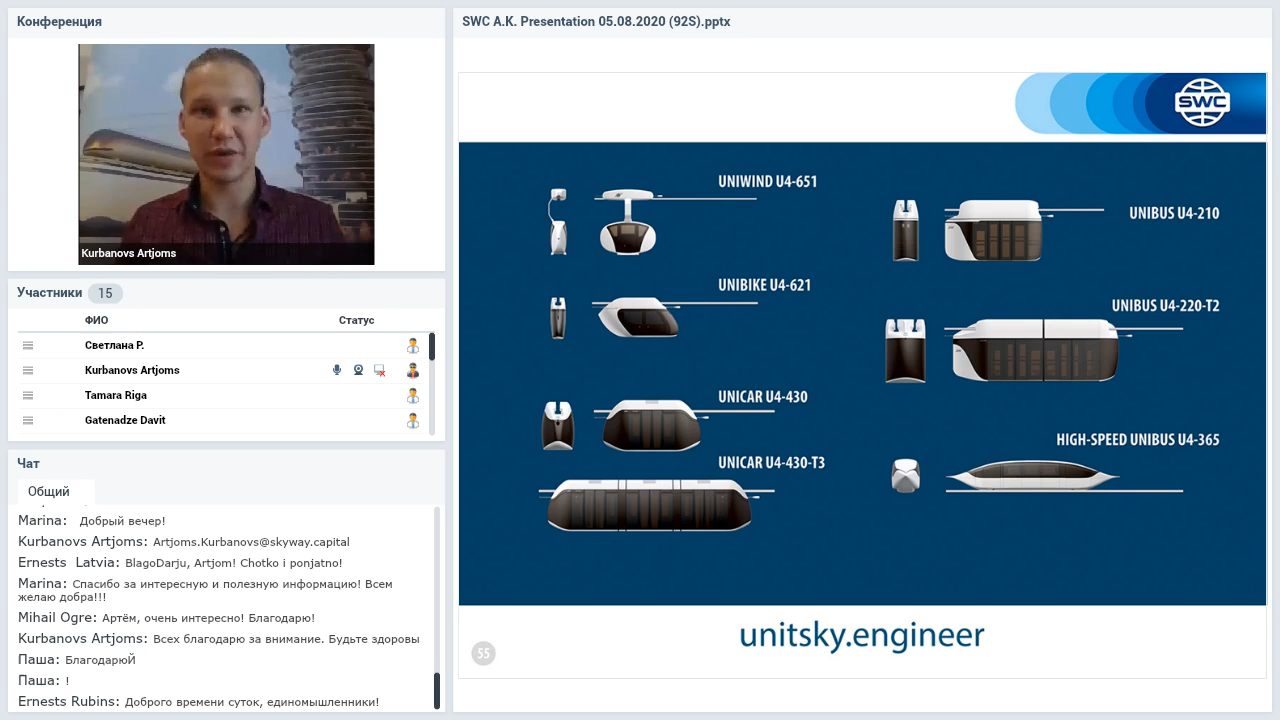 Конференция
Kurbanovs Artjoms
Участники 15
ФИО Статус
Светлана Р.
Kurbanovs Artjoms
Tamara Riga
Gatenadze Davit
Чат
Общий
Marina: Добрый вечер!
Kurbanovs Artjoms: Artjoms.Kurbanovs@skyway.capital
Ernests Latvia: BlagoDarju, Artjom! Chotko i ponjatno!
Marina: Спасибо за интересную и полезную информацию! Всем
желаю добра!!!
Mihail Ogre: Артём, очень интересно! Благодарю!
Kurbanovs Artjoms: Всех благодарю за внимание. Будьте здоровы
Паша: БлагодарюЙ
Паша: !
Ernests Rubins: Доброго времени суток, единомышленники!
SWC A.K. Presentation 05.08.2020 (92S).pptx
SWC
UNIWIND U4-651
UNIBIKE U4-621
UNICAR U4-430
UNICAR U4-430-T3
UNIBUS U4-210
UNIBUS U4-220-T2
HIGH-SPEED UNIBUS U4-365
unitsky.engineer
55